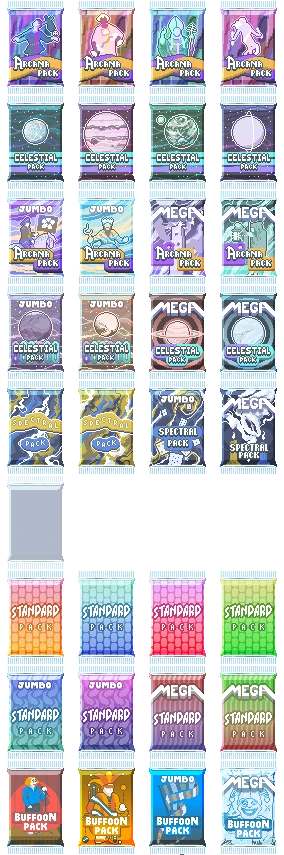 ARCANA PACK
ARCANA PACK
ARCANA PACK
ARCANA PACK
CELESTIAL PACK
CELESTIAL PACK
CELESTIAL PACK
CELESTIAL PACK
JUMBO ARCANA PACK
JUMBO ARCANA PACK
MEGA ARCANA PACK
MEGA ARCANA PACK
JUMBO CELESTIAL PACK
JUMBO CELESTIAL PACK
MEGA CELESTIAL PACK
MEGA CELESTIAL PACK
SPECTRAL PACK
SPECTRAL PACK
JUMBO SPECTRAL PACK
MEGA SPECTRAL PACK
STANDARD PACK
STANDARD PACK
STANDARD PACK
STANDARD PACK
JUMBO STANDARD PACK
JUMBO STANDARD PACK
MEGA STANDARD PACK
MEGA STANDARD PACK
BUFFOON PACK
BUFFOON PACK
JUMBO BUFFOON PACK
MEGA BUFFOON PACK